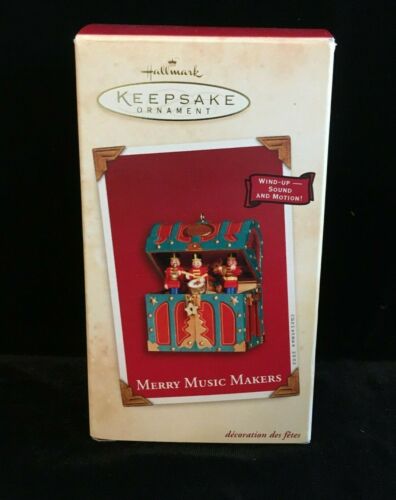 Hallmark
KEEPSAKE
ORNAMENT
WIND-UP —
SOUND
AND MOTION!
MERRY MUSIC MAKERS
décoration des fêtes